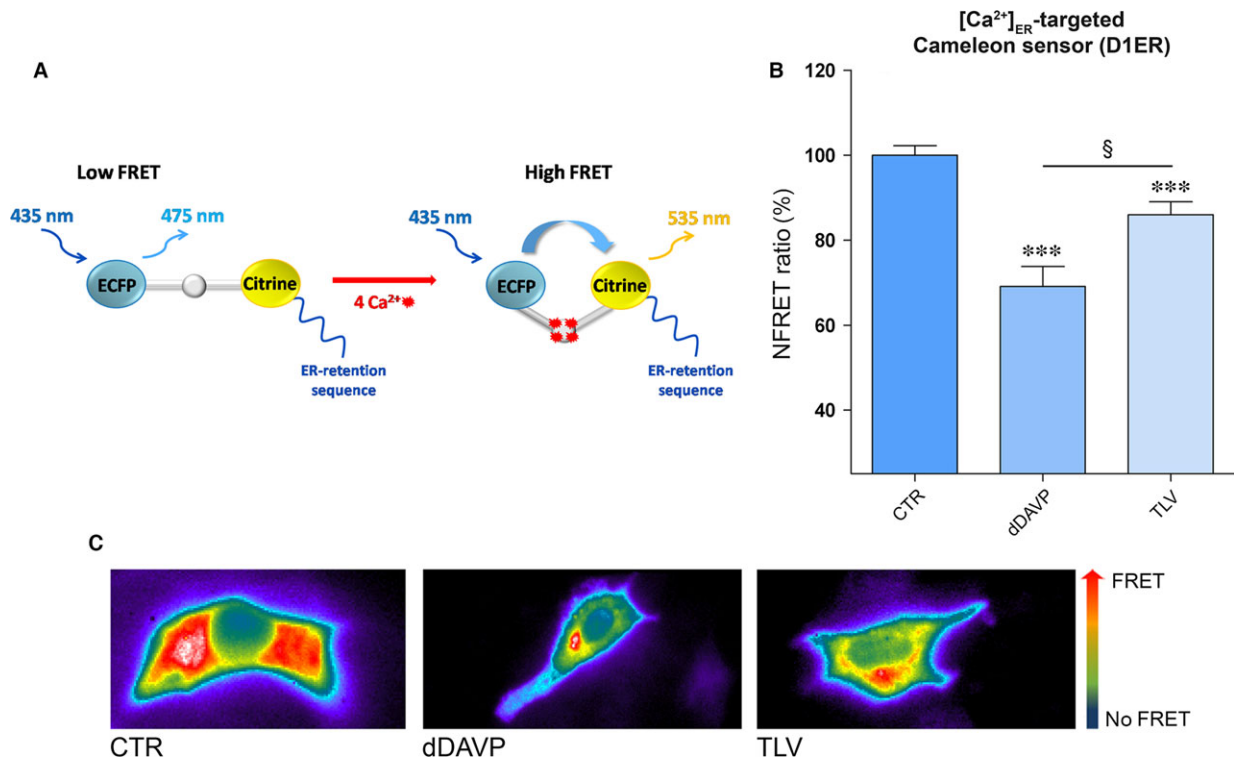 A
Low FRET
435 nm
475 nm
ECFP
Citrine
ER-retention
sequence
4 Ca²⁺
High FRET
435 nm
535 nm
ECFP
Citrine
ER-retention
sequence
B
[Ca²⁺]ER-targeted
Cameleon sensor (D1ER)
NFRET ratio (%)
120
100
80
60
40
***
§
***
CTR
dDAVP
TLV
C
CTR
dDAVP
TLV
FRET
No FRET